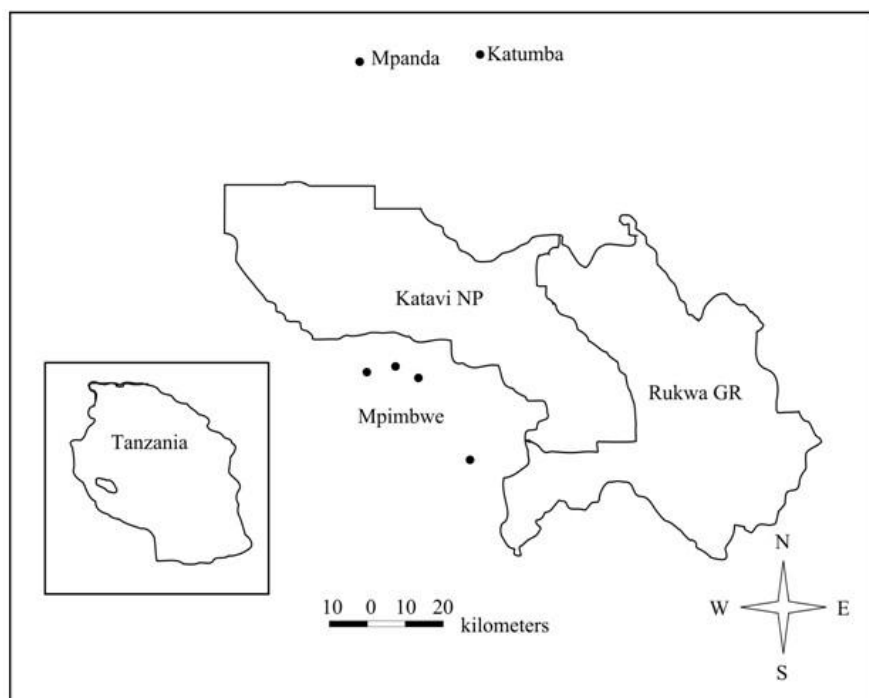 Mpanda
Katumba
Katavi NP
Rukwa GR
Mpimbwe
Tanzania
N
W
E
S
10 0 10 20
kilometers